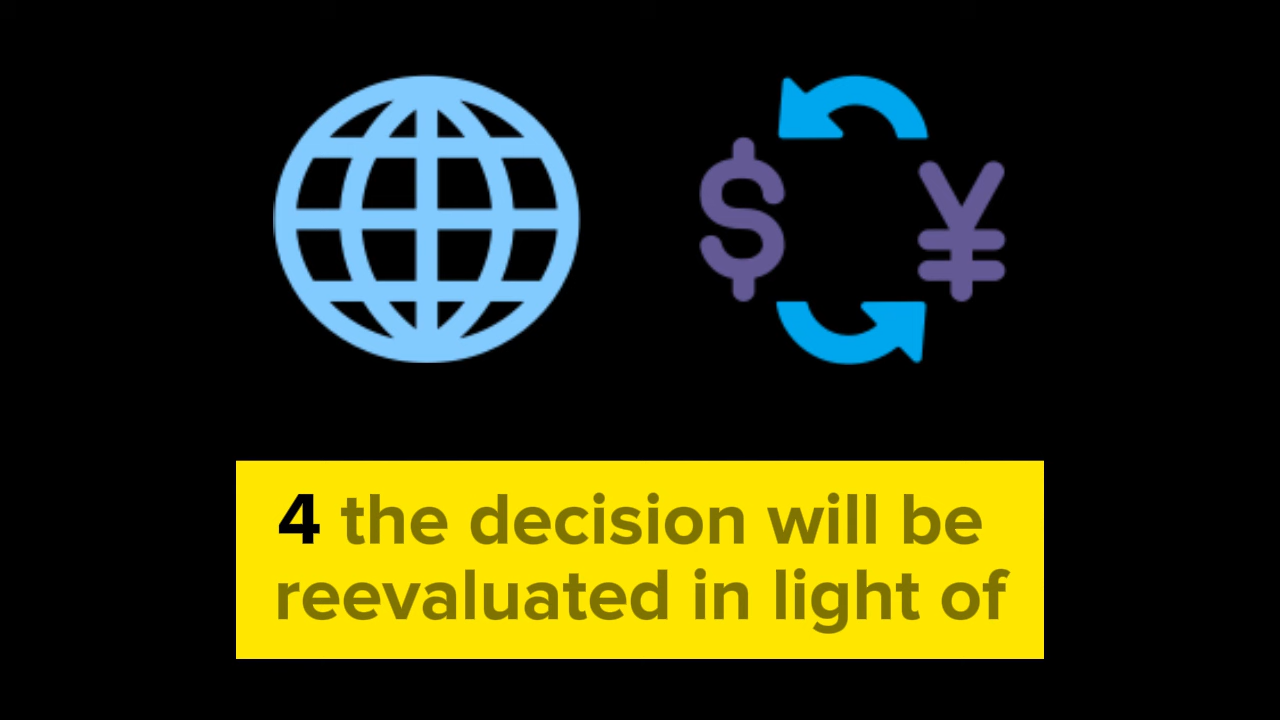 $ ¥
4 the decision will be
reevaluated in light of